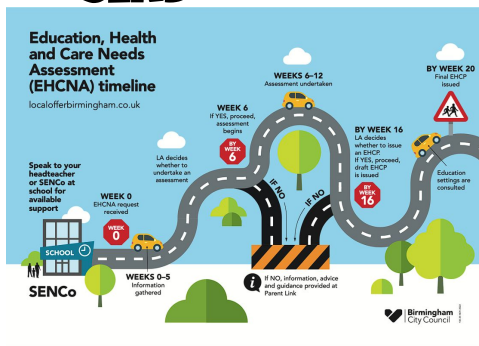 Education, Health
and Care Needs
Assessment
(EHCNA) timeline
localofferbirmingham.co.uk
Speak to your
headteacher
or SENCo at
school for
available
support
SCHOOL
SENCo
WEEK 0
EHCNA request
received
WEEK
0
WEEKS 0–5
Information
gathered
LA decides
whether to
undertake an
assessment
WEEK 6
If YES, proceed,
assessment
begins
BY
WEEK
6
WEEKS 6–12
Assessment undertaken
IF NO
IF NO
i
If NO, information, advice
and guidance provided at
Parent Link
BY WEEK 16
LA decides
whether to issue
an EHCP.
If YES, proceed,
draft EHCP
is issued
BY
WEEK
16
Education
settings are
consulted
BY WEEK 20
Final EHCP
issued
Birmingham
City Council